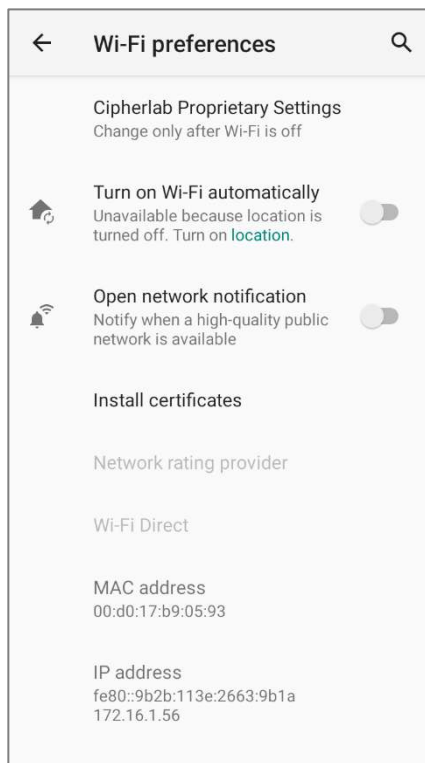 Wi-Fi preferences
Cipherlab Proprietary Settings
Change only after Wi-Fi is off
Turn on Wi-Fi automatically
Unavailable because location is
turned off. Turn on location.
Open network notification
Notify when a high-quality public
network is available
Install certificates
Network rating provider
Wi-Fi Direct
MAC address
00:d0:17:b9:05:93
IP address
fe80::9b2b:113e:2663:9b1a
172.16.1.56